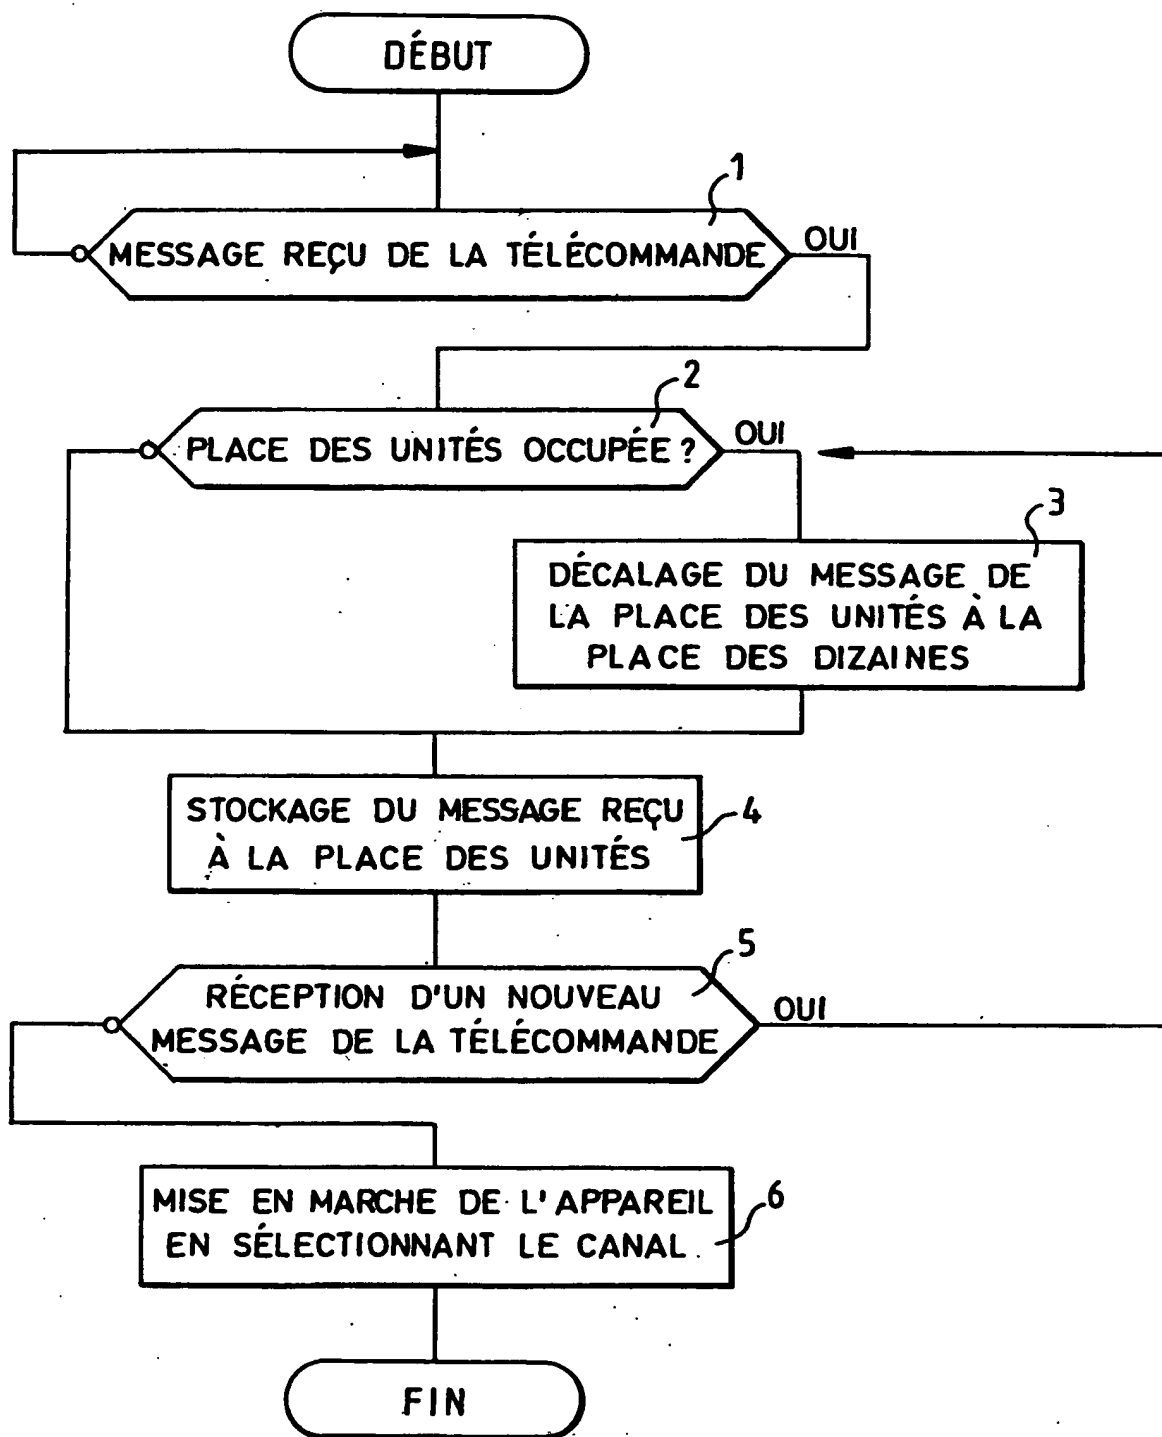 DÉBUT
1
MESSAGE REÇU DE LA TÉLÉCOMMANDE
OUI
2
PLACE DES UNITÉS OCCUPÉE ?
OUI
3
DÉCALAGE DU MESSAGE DE
LA PLACE DES UNITÉS À LA
PLACE DES DIZAINES
STOCKAGE DU MESSAGE REÇU
À LA PLACE DES UNITÉS
4
5
RÉCEPTION D'UN NOUVEAU
MESSAGE DE LA TÉLÉCOMMANDE
OUI
MISE EN MARCHE DE L'APPAREIL
EN SÉLECTIONNANT LE CANAL
6
FIN